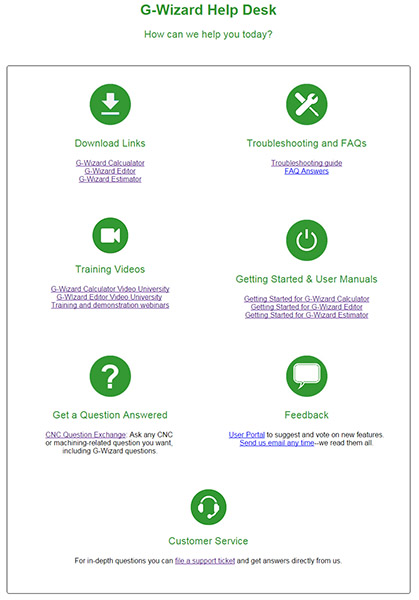 G-Wizard Help Desk
How can we help you today?
Download Links
G-Wizard Calcualator
G-Wizard Editor
G-Wizard Estimator
Troubleshooting and FAQs
Troubleshooting guide
FAQ Answers
Training Videos
G-Wizard Calculator Video University
G-Wizard Editor Video University
Training and demonstration webinars
Getting Started & User Manuals
Getting Started for G-Wizard Calculator
Getting Started for G-Wizard Editor
Getting Started for G-Wizard Estimator
?
Get a Question Answered
CNC Question Exchange: Ask any CNC
or machining-related question you want,
including G-Wizard questions.
Feedback
User Portal to suggest and vote on new features.
Send us email any time--we read them all.
Customer Service
For in-depth questions you can file a support ticket and get answers directly from us.